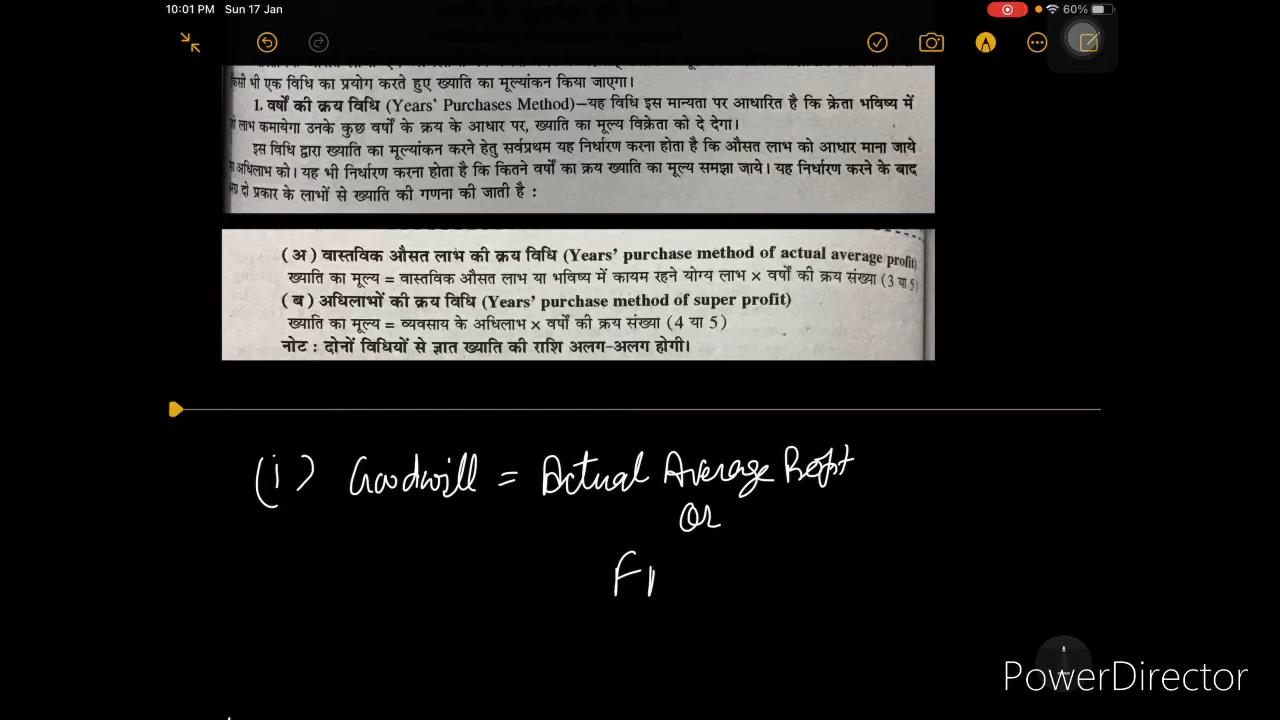 10:01 PM Sun 17 Jan 60%
किसी भी एक विधि का प्रयोग करते हुए ख्याति का मूल्यांकन किया जाएगा।
1. वर्षों की क्रय विधि (Years' Purchases Method)–यह विधि इस मान्यता पर आधारित है कि क्रेता भविष्य में
लाभ कमायेगा उनके कुछ वर्षों के क्रय के आधार पर, ख्याति का मूल्य विक्रेता को दे देगा।
इस विधि द्वारा ख्याति का मूल्यांकन करने हेतु सर्वप्रथम यह निर्धारण करना होता है कि औसत लाभ को आधार माना जाये
अधिलाभ को। यह भी निर्धारण करना होता है कि कितने वर्षों का क्रय ख्याति का मूल्य समझा जाये। यह निर्धारण करने के बाद
दो प्रकार के लाभों से ख्याति की गणना की जाती है :
(अ) वास्तविक औसत लाभ की क्रय विधि (Years' purchase method of actual average profit)
ख्याति का मूल्य = वास्तविक औसत लाभ या भविष्य में कायम रहने योग्य लाभ × वर्षों की क्रय संख्या (3 या 5)
(ब) अधिलाभों की क्रय विधि (Years' purchase method of super profit)
ख्याति का मूल्य = व्यवसाय के अधिलाभ × वर्षों की क्रय संख्या (4 या 5)
नोट : दोनों विधियों से ज्ञात ख्याति की राशि अलग-अलग होगी।
(i) Goodwill = Actual Average Profit
or
PowerDirector